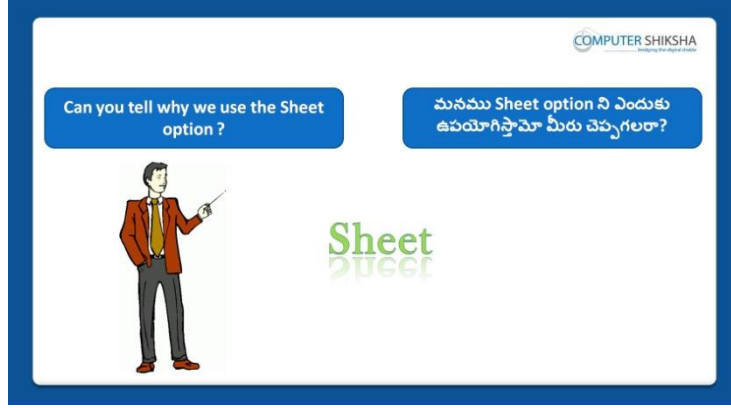 COMPUTER SHIKSHA
Bridging the digital divide
Can you tell why we use the Sheet
option ?
మనము Sheet option ని ఎందుకు
ఉపయోగిస్తామో మీరు చెప్పగలరా?
Sheet